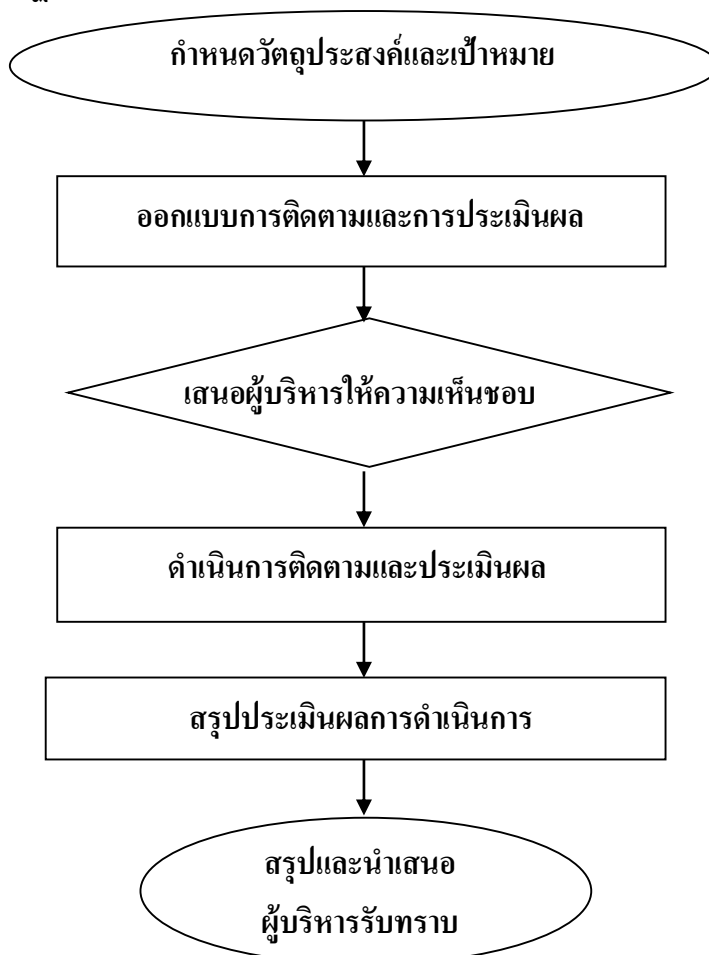 กำหนดวัตถุประสงค์และเป้าหมาย
ออกแบบการติดตามและการประเมินผล
เสนอผู้บริหารให้ความเห็นชอบ
ดำเนินการติดตามและประเมินผล
สรุปประเมินผลการดำเนินการ
สรุปและนำเสนอ
ผู้บริหารรับทราบ